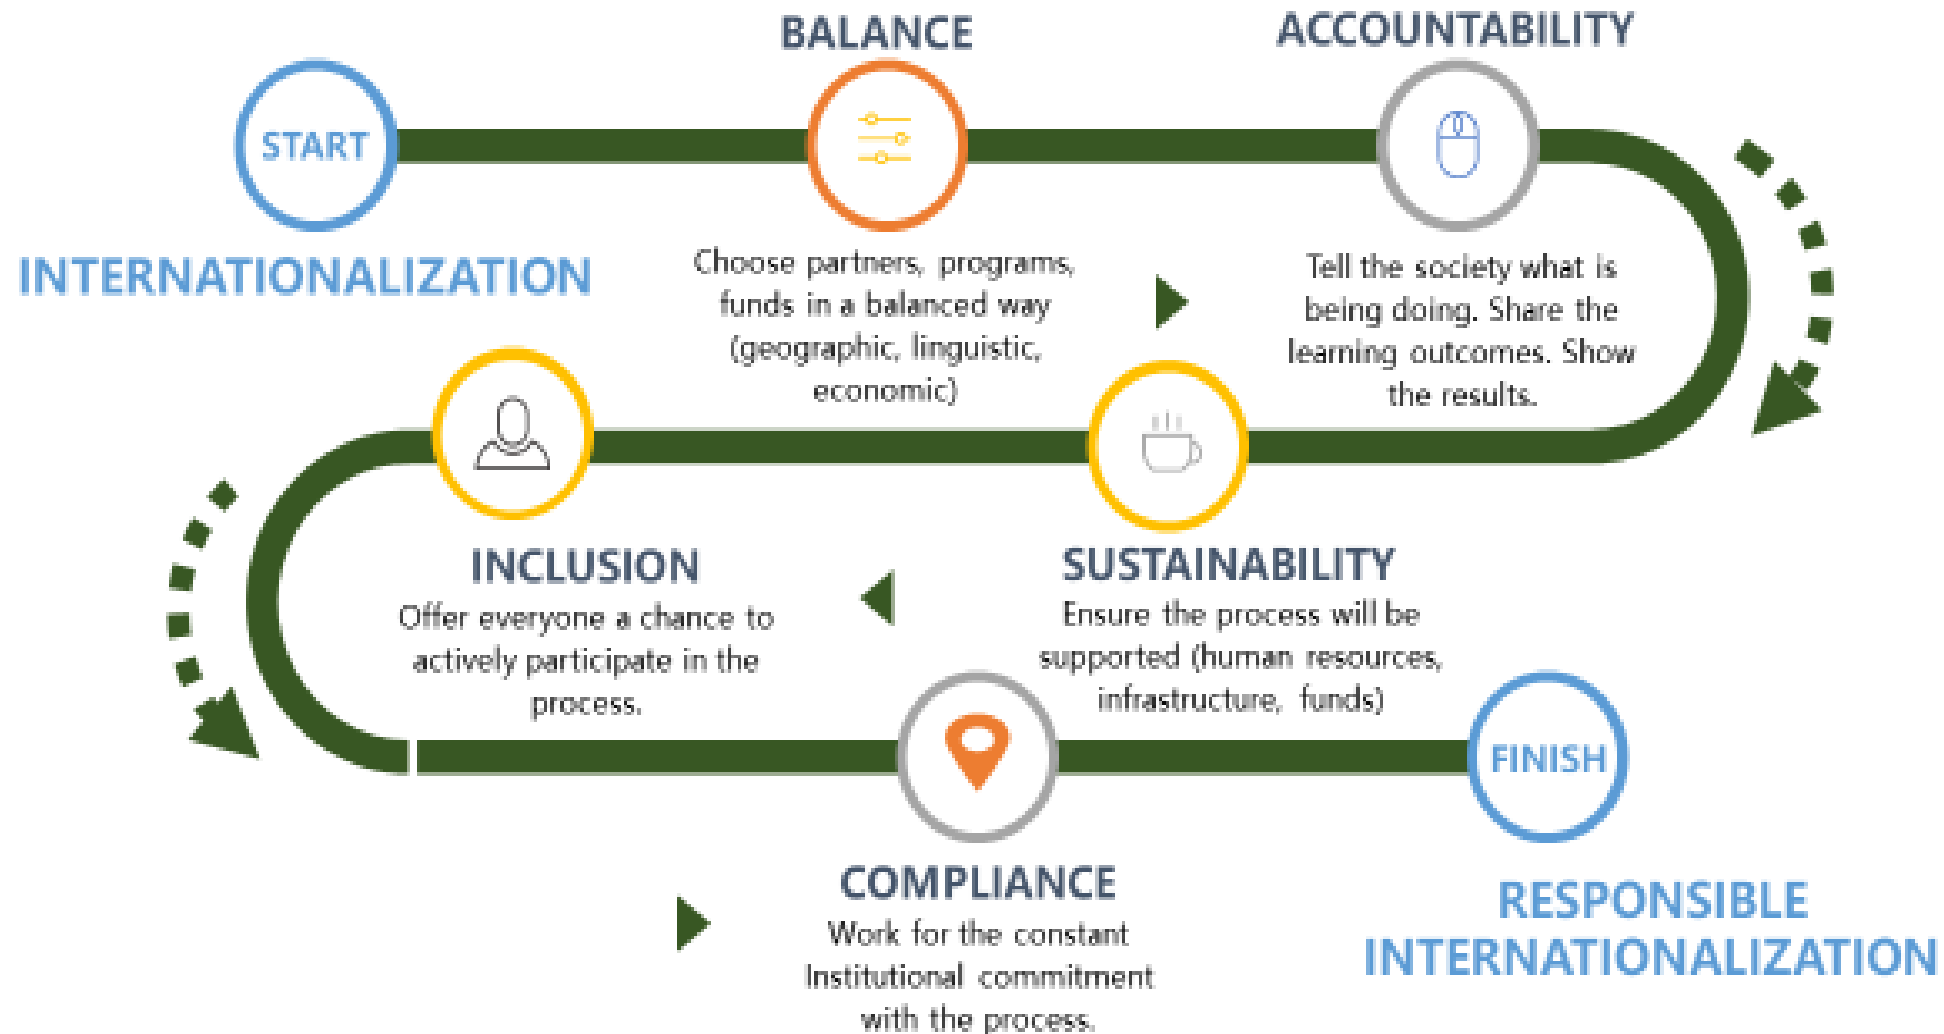 START
INTERNATIONALIZATION
BALANCE
Choose partners, programs,
funds in a balanced way
(geographic, linguistic,
economic)
ACCOUNTABILITY
Tell the society what is
being doing. Share the
learning outcomes. Show
the results.
SUSTAINABILITY
Ensure the process will be
supported (human resources,
infrastructure, funds)
INCLUSION
Offer everyone a chance to
actively participate in the
process.
COMPLIANCE
Work for the constant
Institutional commitment
with the process.
FINISH
RESPONSIBLE
INTERNATIONALIZATION